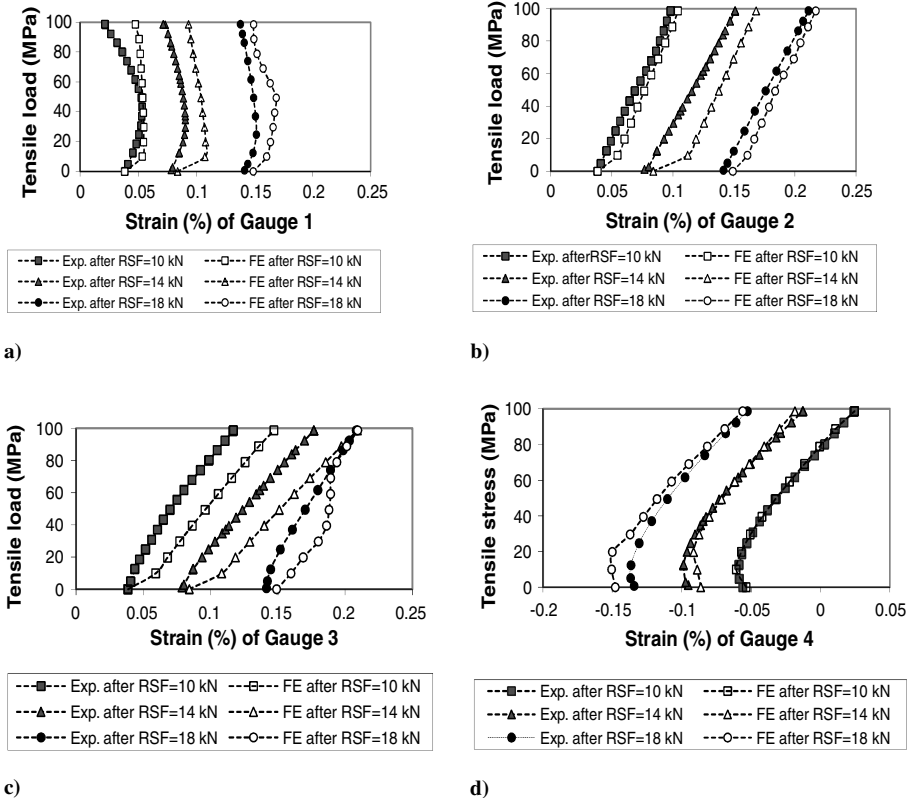 100
80
60
40
20
0
Tensile load (MPa)
0 0.05 0.1 0.15 0.2 0.25
Strain (%) of Gauge 1
Exp. after RSF=10 kN FE after RSF=10 kN
Exp. after RSF=14 kN FE after RSF=14 kN
Exp. after RSF=18 kN FE after RSF=18 kN
a)
100
80
60
40
20
0
Tensile load (MPa)
0 0.05 0.1 0.15 0.2 0.25
Strain (%) of Gauge 2
Exp. afterRSF=10 kN FE after RSF=10 kN
Exp. after RSF=14 kN FE after RSF=14 kN
Exp. after RSF=18 kN FE after RSF=18 kN
b)
100
80
60
40
20
0
Tensile load (MPa)
0 0.05 0.1 0.15 0.2 0.25
Strain (%) of Gauge 3
Exp. after RSF=10 kN FE after RSF=10 kN
Exp. after RSF=14 kN FE after RSF=14 kN
Exp. after RSF=18 kN FE after RSF=18 kN
c)
100
80
60
40
20
0
Tensile stress (MPa)
-0.2 -0.15 -0.1 -0.05 0 0.05
Strain (%) of Gauge 4
Exp. after RSF=10 kN FE after RSF=10 kN
Exp. after RSF=14 kN FE after RSF=14 kN
Exp. after RSF=18 kN FE after RSF=18 kN
d)